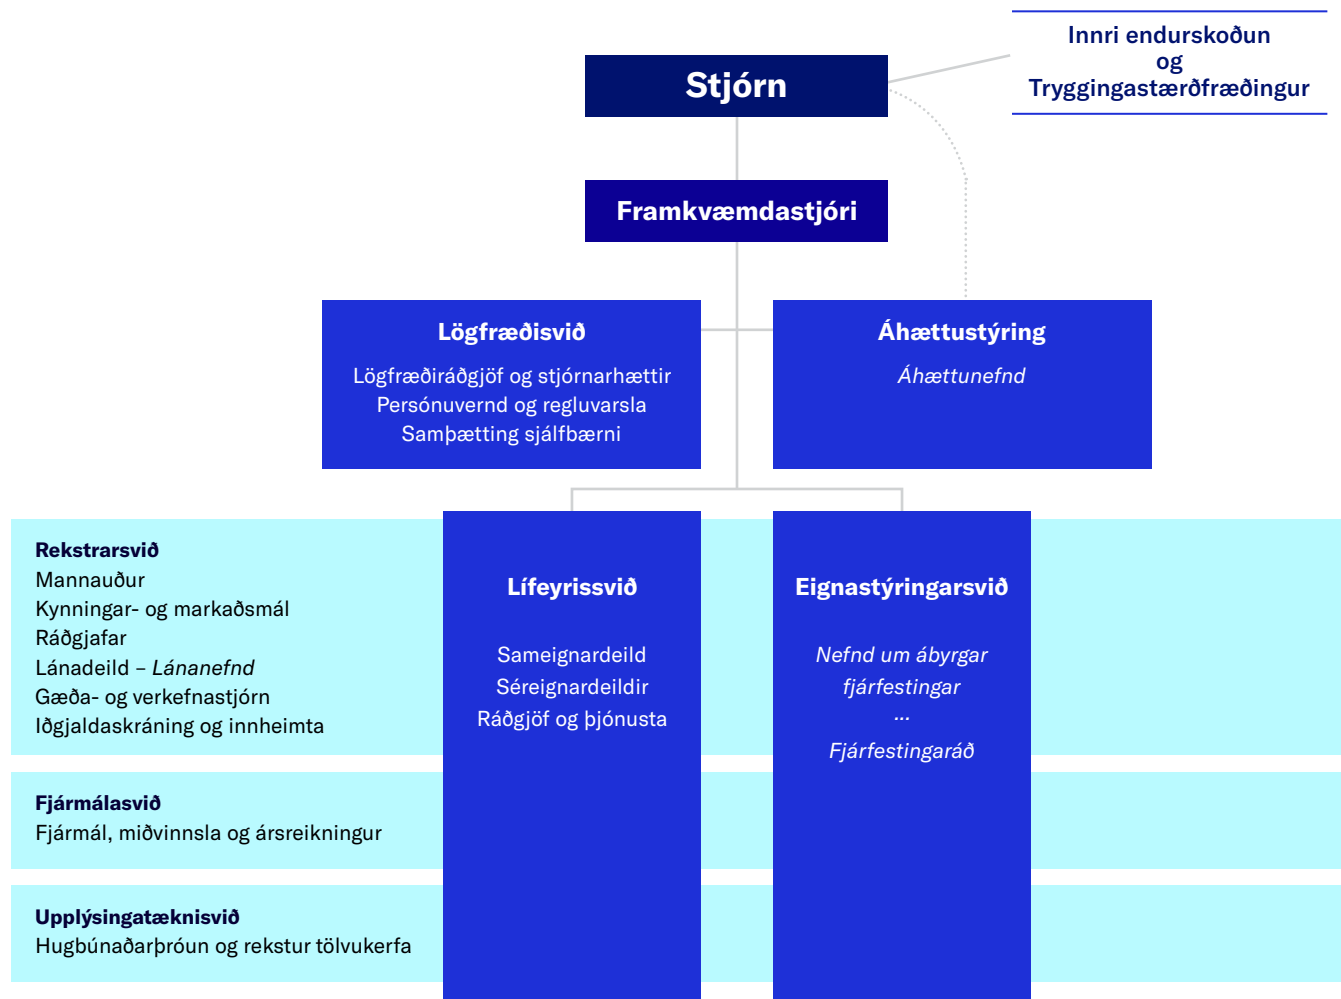 Innri endurskoðun
og
Tryggingastærðfræðingur
Stjórn
Framkvæmdastjóri
Lögfræðisvið
Lögfræðiráðgjöf og stjórnarhættir
Persónuvernd og regluvarsla
Samþætting sjálfbærni
Áhættustýring
Áhættunefnd
Rekstrarsvið
Mannauður
Kynningar- og markaðsmál
Ráðgjafar
Lánadeild – Lánanefnd
Gæða- og verkefnastjórn
Iðgjaldaskráning og innheimta
Lífeyrissvið
Sameignardeild
Séreignardeildir
Ráðgjöf og þjónusta
Eignastýringarsvið
Nefnd um ábyrgar
fjárfestingar
...
Fjárfestingaráð
Fjármálasvið
Fjármál, miðvinnsla og ársreikningur
Upplýsingatæknisvið
Hugbúnaðarþróun og rekstur tölvukerfa